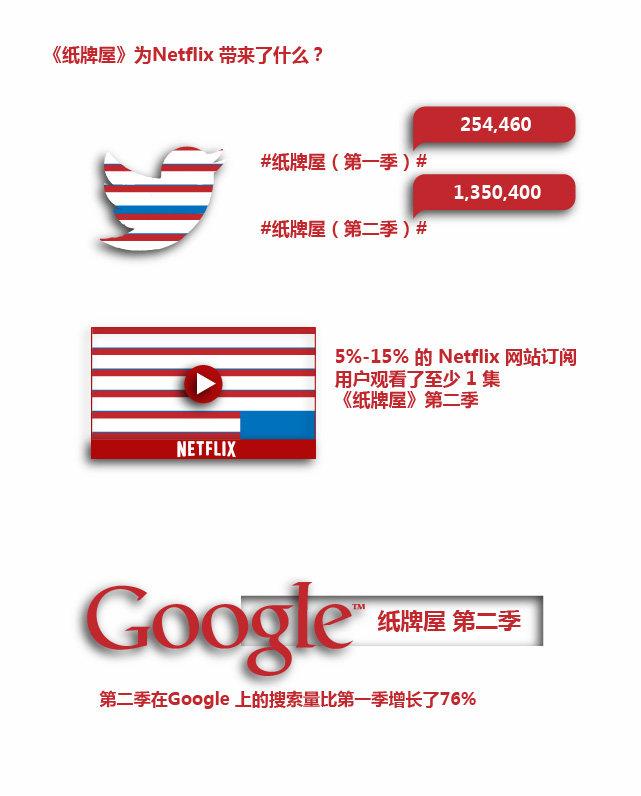 《纸牌屋》为Netflix 带来了什么？
254,460
#纸牌屋（第一季）#
1,350,400
#纸牌屋（第二季）#
5%-15% 的 Netflix 网站订阅
用户观看了至少 1 集
《纸牌屋》第二季
NETFLIX
Google™
纸牌屋 第二季
第二季在Google 上的搜索量比第一季增长了76%